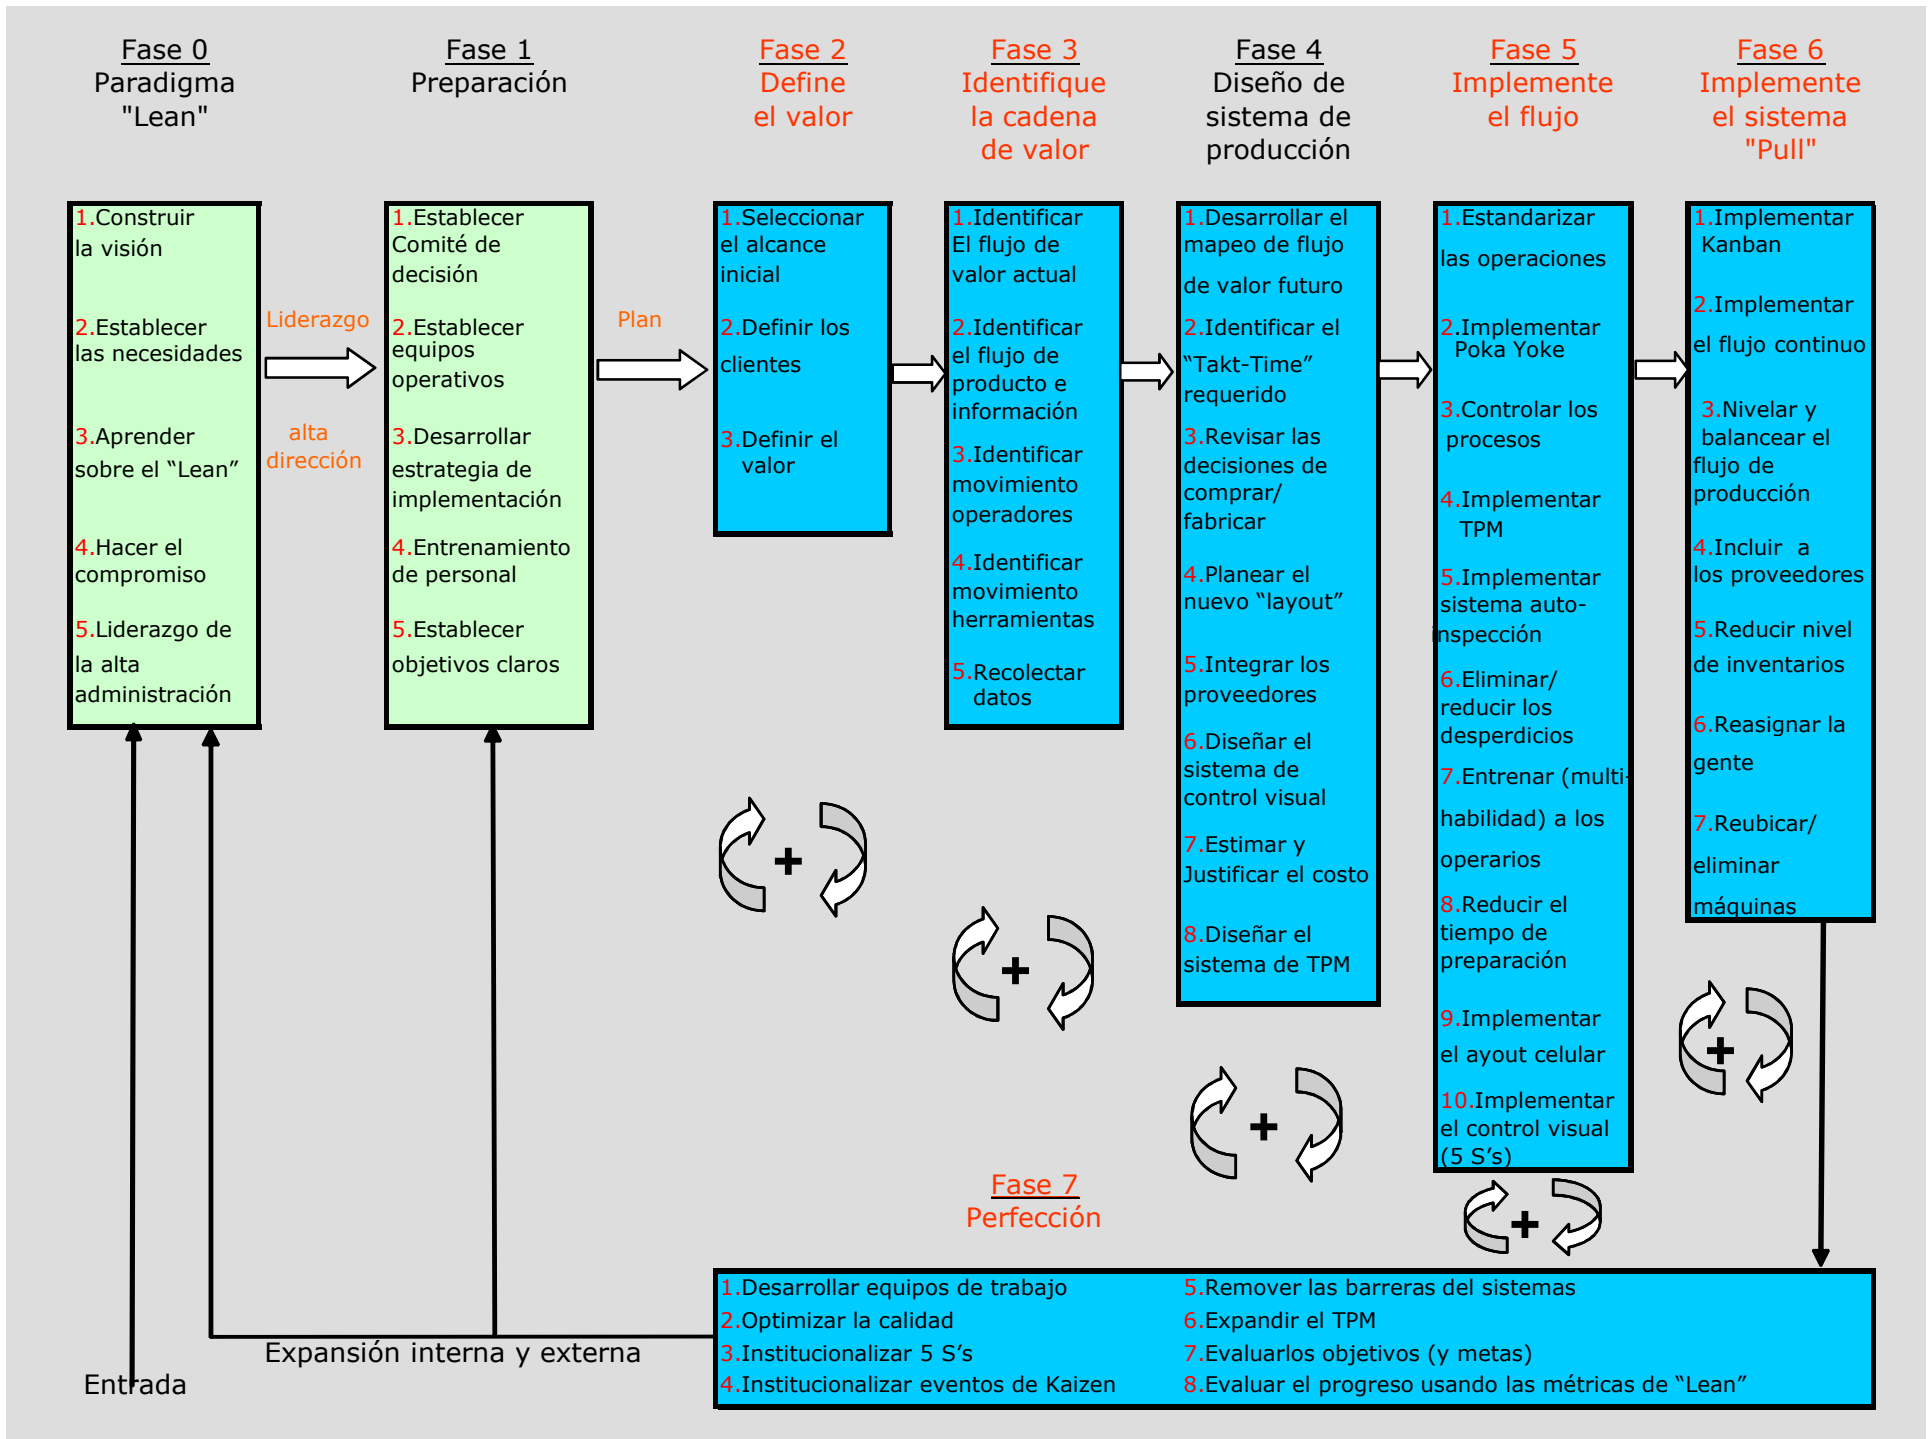 Fase 0
Paradigma
"Lean"
Fase 1
Preparación
Fase 2
Define
el valor
Fase 3
Identifique
la cadena
de valor
Fase 4
Diseño de
sistema de
producción
Fase 5
Implemente
el flujo
Fase 6
Implemente
el sistema
"Pull"
1.Construir
la visión
2.Establecer
las necesidades
3.Aprender
sobre el “Lean”
4.Hacer el
compromiso
5.Liderazgo de
la alta
administración
Liderazgo
alta
dirección
1.Establecer
Comité de
decisión
2.Establecer
equipos
operativos
3.Desarrollar
estrategia de
implementación
4.Entrenamiento
de personal
5.Establecer
objetivos claros
Plan
1.Seleccionar
el alcance
inicial
2.Definir los
clientes
3.Definir el
valor
1.Identificar
El flujo de
valor actual
2.Identificar
el flujo de
producto e
información
3.Identificar
movimiento
operadores
4.Identificar
movimiento
herramientas
5.Recolectar
datos
1.Desarrollar el
mapeo de flujo
de valor futuro
2.Identificar el
“Takt-Time”
requerido
3.Revisar las
decisiones de
comprar/
fabricar
4.Planear el
nuevo “layout”
5.Integrar los
proveedores
6.Diseñar el
sistema de
control visual
7.Estimar y
Justificar el costo
8.Diseñar el
sistema de TPM
1.Estandarizar
las operaciones
2.Implementar
Poka Yoke
3.Controlar los
procesos
4.Implementar
TPM
5.Implementar
sistema auto-
inspección
6.Eliminar/
reducir los
desperdicios
7.Entrenar (multi-
habilidad) a los
operarios
8.Reducir el
tiempo de
preparación
9.Implementar
el ayout celular
10.Implementar
el control visual
(5 S’s)
1.Implementar
Kanban
2.Implementar
el flujo continuo
3.Nivelar y
balancear el
flujo de
producción
4.Incluir a
los proveedores
5.Reducir nivel
de inventarios
6.Reasignar la
gente
7.Reubicar/
eliminar
máquinas
+
+
+
+
+
Fase 7
Perfección
1.Desarrollar equipos de trabajo
2.Optimizar la calidad
3.Institucionalizar 5 S’s
4.Institucionalizar eventos de Kaizen
5.Remover las barreras del sistemas
6.Expandir el TPM
7.Evaluarlos objetivos (y metas)
8.Evaluar el progreso usando las métricas de “Lean”
Expansión interna y externa
Entrada